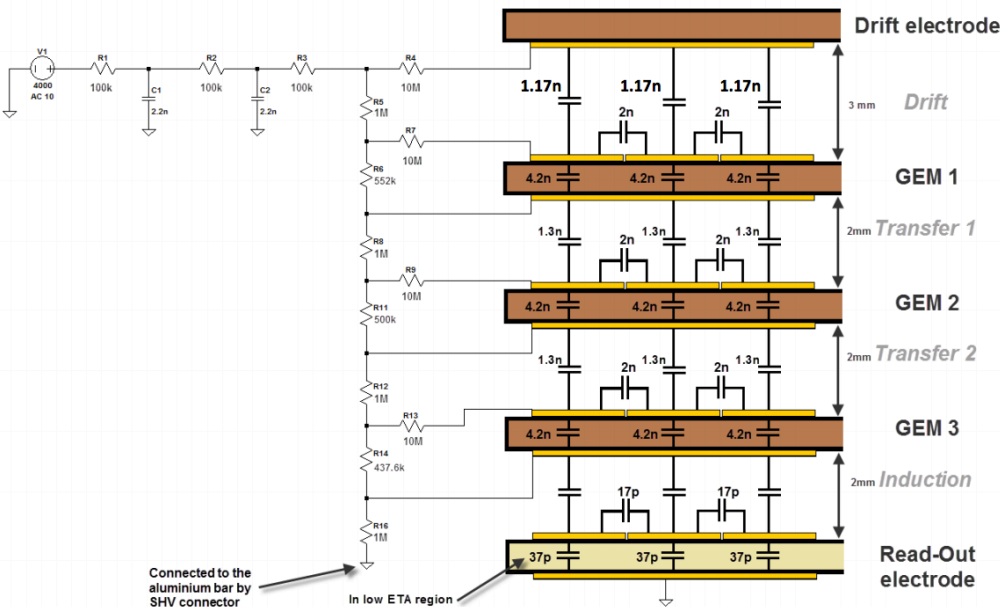 Drift electrode
V1
4000
AC 10
R1
100k
R2
100k
R3
100k
R4
10M
C1
2.2n
C2
2.2n
R5
1M
R7
10M
R6
552k
R8
1M
R9
10M
R11
500k
R12
1M
R13
10M
R14
437.6k
R16
1M
1.17n 1.17n 1.17n
3 mm Drift
2n 2n
4.2n 4.2n 4.2n
GEM 1
1.3n 1.3n 1.3n
2n 2n
2mm Transfer 1
4.2n 4.2n 4.2n
GEM 2
1.3n 1.3n 1.3n
2n 2n
2mm Transfer 2
4.2n 4.2n 4.2n
GEM 3
2mm Induction
17p 17p
37p 37p 37p
Read-Out
electrode
Connected to the
aluminium bar by
SHV connector
In low ETA region